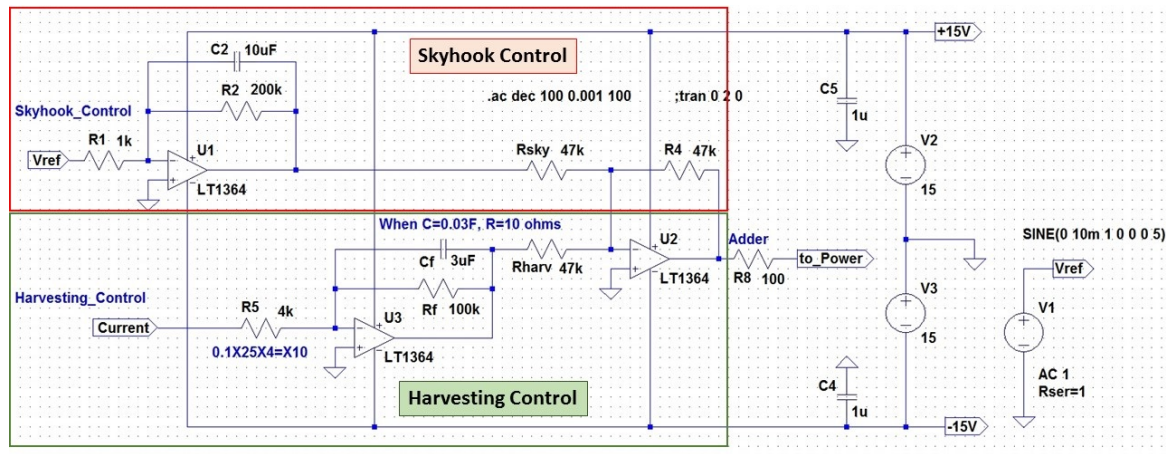 Skyhook Control
C2 10uF
R2 200k
.ac dec 100 0.001 100
;tran 0 2 0
+15V
C5
1u
Skyhook_Control
Vref
R1 1k
U1
LT1364
Rsky 47k
R4 47k
V2
15
When C=0.03F, R=10 ohms
Cf 3uF
Rharv 47k
U2
LT1364
Adder
R8 100
to_Power
SINE(0 10m 1 0 0 0 5)
Vref
Harvesting_Control
Rf 100k
Current
R5 4k
0.1X25X4=X10
U3
LT1364
V3
15
V1
AC 1
Rser=1
Harvesting Control
C4
1u
-15V